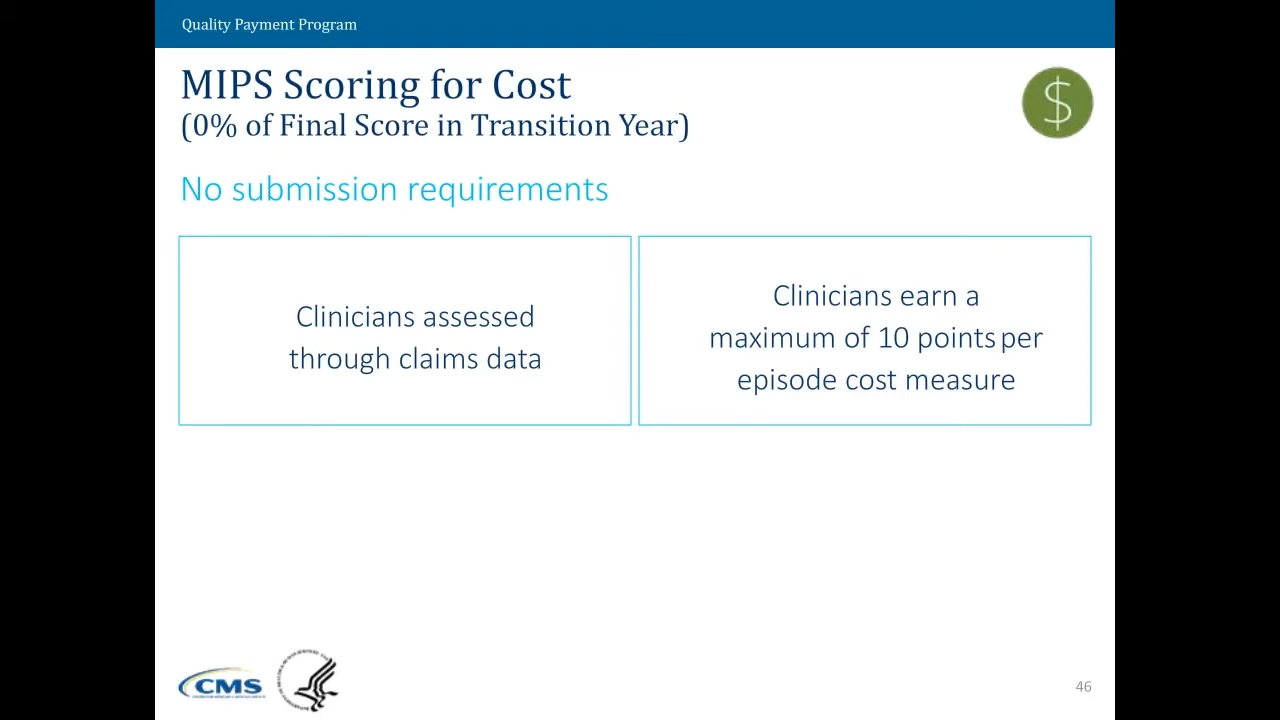 Quality Payment Program
MIPS Scoring for Cost
(0% of Final Score in Transition Year)
$
No submission requirements
Clinicians assessed
through claims data
Clinicians earn a
maximum of 10 points per
episode cost measure
CMS
46